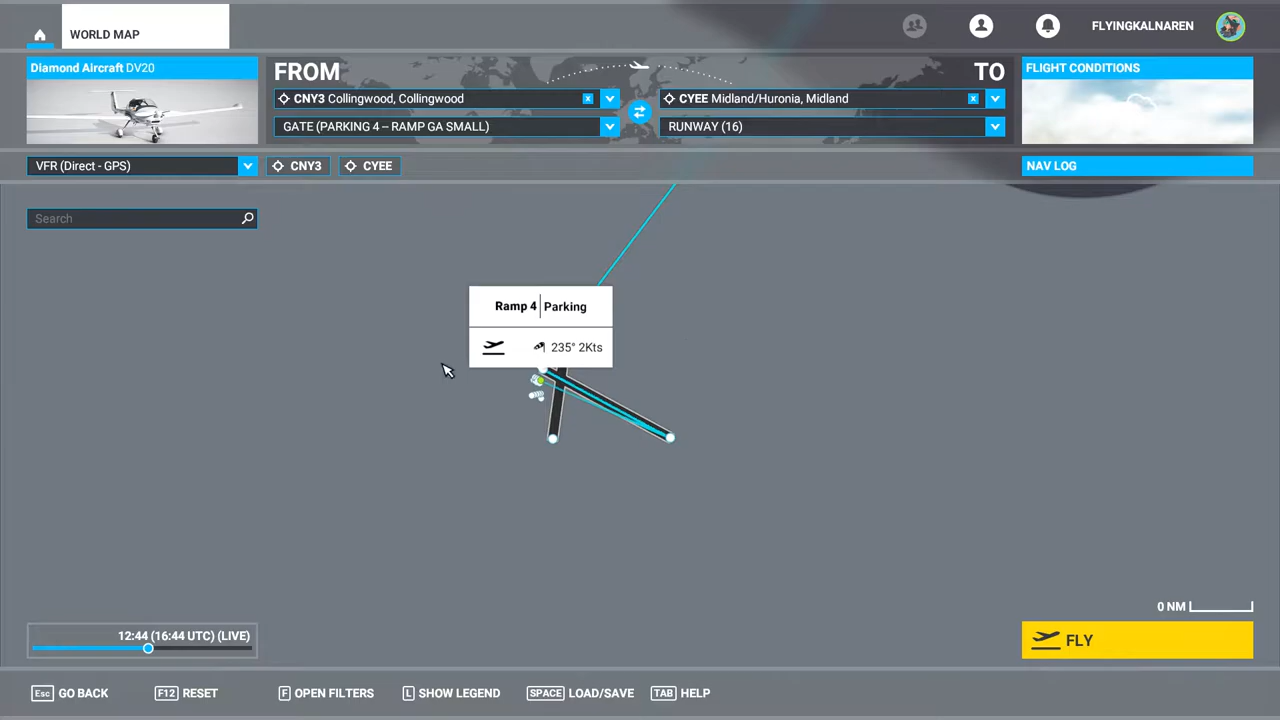 WORLD MAP
FLYINGKALNAREN
Diamond Aircraft DV20
FROM
TO
FLIGHT CONDITIONS
CNY3 Collingwood, Collingwood
x
CYEE Midland/Huronia, Midland
x
GATE (PARKING 4 – RAMP GA SMALL)
RUNWAY (16)
VFR (Direct - GPS)
CNY3
CYEE
NAV LOG
Search
Ramp 4 Parking
235° 2Kts
0 NM
12:44 (16:44 UTC) (LIVE)
FLY
Esc GO BACK
F12 RESET
F OPEN FILTERS
L SHOW LEGEND
SPACE LOAD/SAVE
TAB HELP